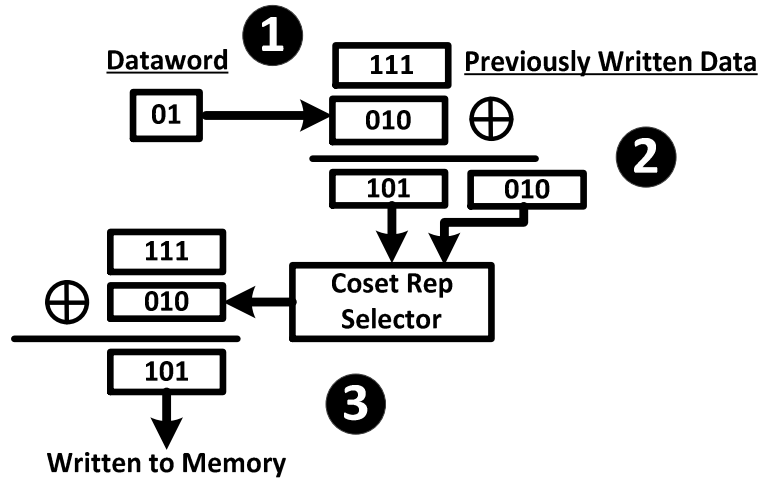 1
Dataword
Previously Written Data
111
01
010
2
101
010
111
010
Coset Rep
Selector
101
3
Written to Memory